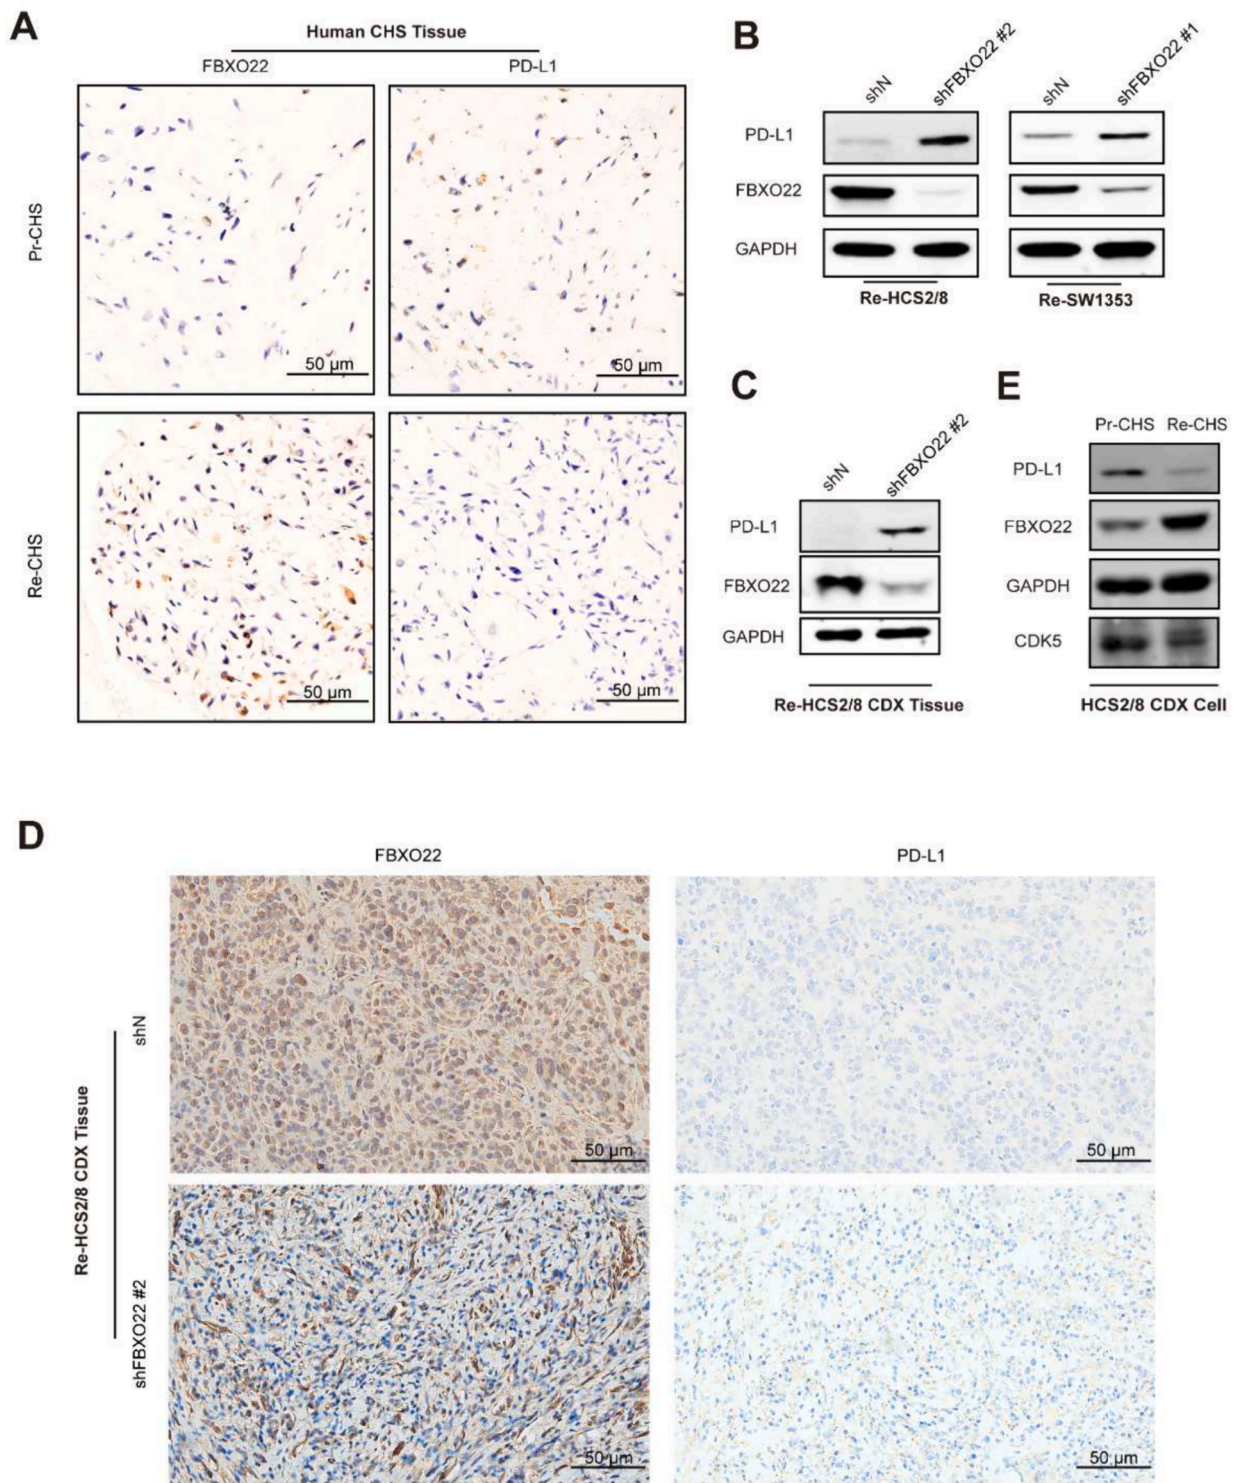 A
Human CHS Tissue
FBXO22
PD-L1
Pr-CHS
50 µm
50 µm
Re-CHS
50 µm
50 µm
B
shN
shFBXO22 #2
shN
shFBXO22 #1
PD-L1
FBXO22
GAPDH
Re-HCS2/8
Re-SW1353
C
shN
shFBXO22 #2
PD-L1
FBXO22
GAPDH
Re-HCS2/8 CDX Tissue
E
Pr-CHS Re-CHS
PD-L1
FBXO22
GAPDH
CDK5
HCS2/8 CDX Cell
D
FBXO22
PD-L1
Re-HCS2/8 CDX Tissue
shN
50 µm
50 µm
shFBXO22 #2
50 µm
50 µm